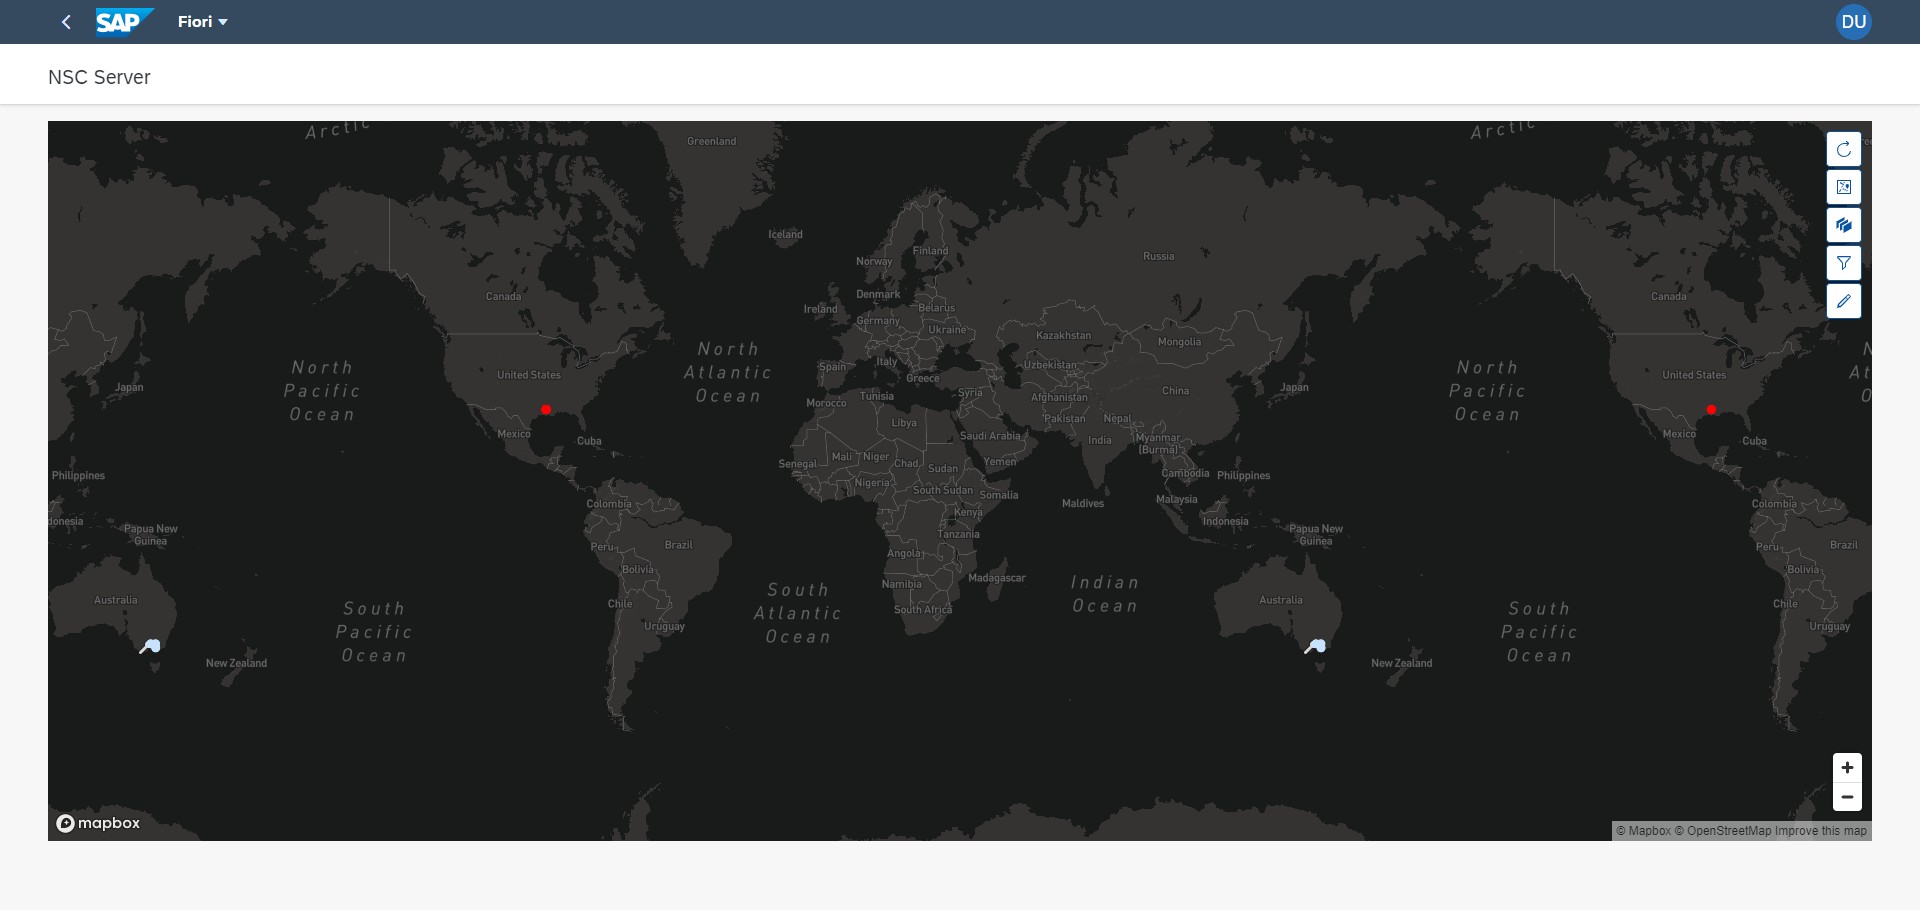 SAP
Fiori
DU
NSC Server
Arctic
Arctic
Greenland
Iceland
Finland
Norway
Russia
Denmark
Canada
Canada
Ireland
Belarus
Germany
Ukraine
Kazakhstan
Mongolia
North
Pacific
Ocean
North
Atlantic
Ocean
North
Pacific
Ocean
Italy
Spain
Uzbekistan
United States
United States
Greece
Japan
Japan
Syria
China
Tunisia
Afghanistan
Morocco
Pakistan
Nepal
Libya
Mexico
Mexico
Cuba
Cuba
Saudi Arabia
India
Myanmar
(Burma)
Mali
Niger
Chad
Senegal
Sudan
Yemen
Philippines
Cambodia
Philippines
Nigeria
South Sudan
Somalia
Colombia
Maldives
Malaysia
Colombia
Kenya
donesia
Indonesia
Papua New
Guinea
Papua New
Guinea
Tanzania
Peru
Brazil
Peru
Brazil
Angola
Bolivia
Bolivia
Madagascar
Namibia
Indian
Ocean
Australia
Australia
Chile
Chile
South Africa
South
Atlantic
Ocean
South
Pacific
Ocean
South
Pacific
Ocean
Uruguay
Uruguay
New Zealand
New Zealand
mapbox
© Mapbox © OpenStreetMap Improve this map